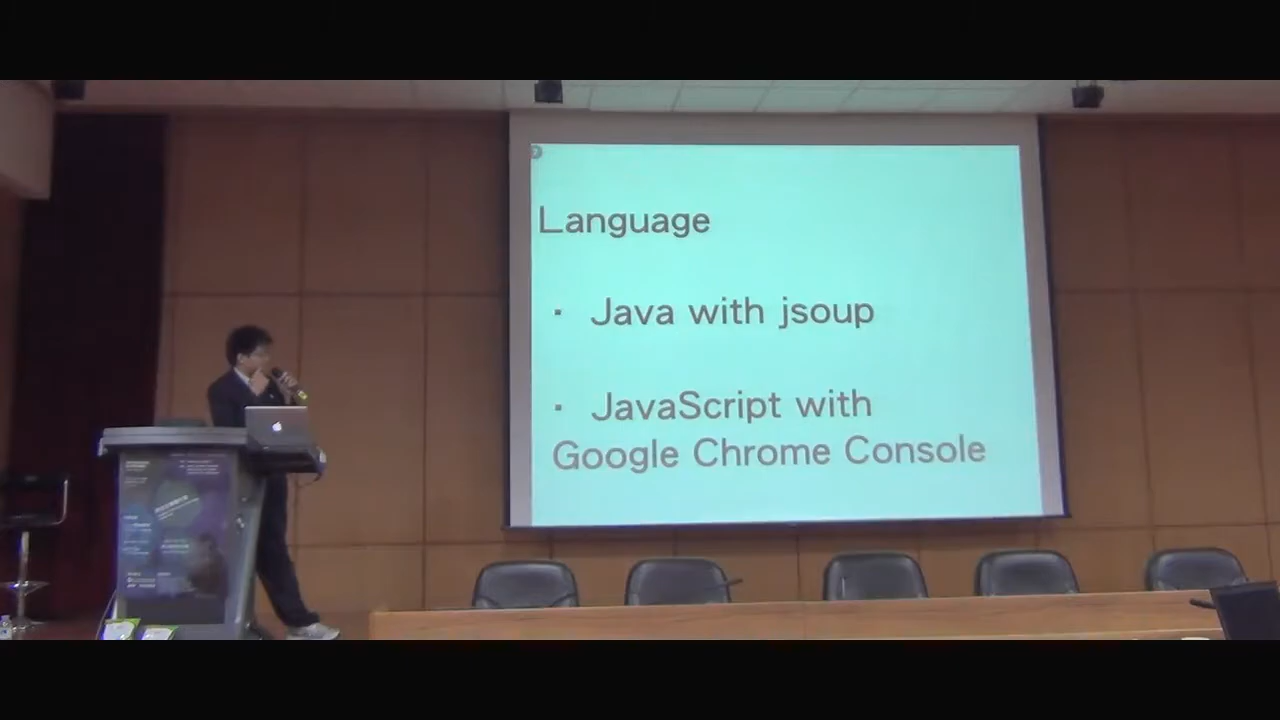 Language
· Java with jsoup
· JavaScript with
Google Chrome Console